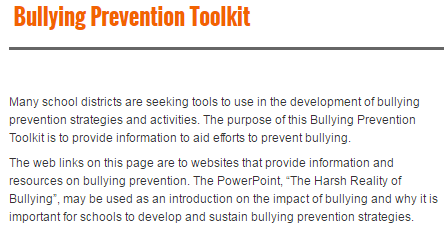 Bullying Prevention Toolkit
Many school districts are seeking tools to use in the development of bullying
prevention strategies and activities. The purpose of this Bullying Prevention
Toolkit is to provide information to aid efforts to prevent bullying.
The web links on this page are to websites that provide information and
resources on bullying prevention. The PowerPoint, “The Harsh Reality of
Bullying”, may be used as an introduction on the impact of bullying and why it is
important for schools to develop and sustain bullying prevention strategies.